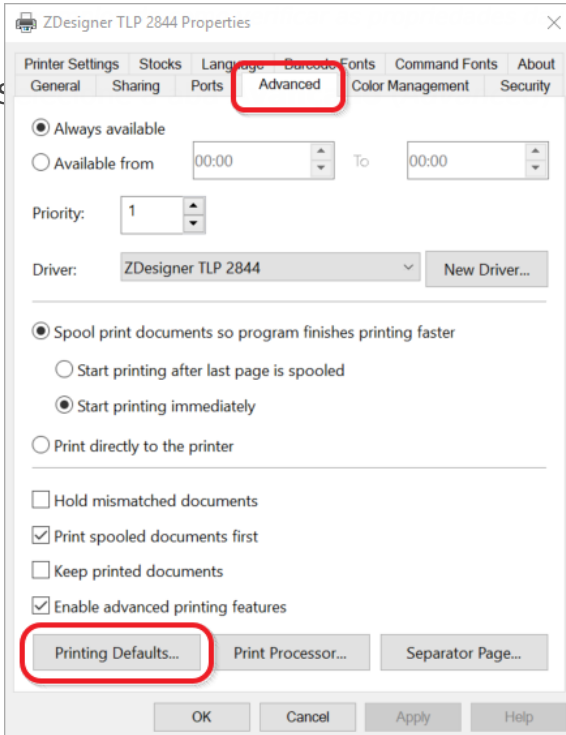 ZDesigner TLP 2844 Properties
Printer Settings Stocks Language Barcode Fonts Command Fonts About
General Sharing Ports Advanced Color Management Security
Always available
Available from 00:00 To 00:00
Priority: 1
Driver: ZDesigner TLP 2844 New Driver...
Spool print documents so program finishes printing faster
Start printing after last page is spooled
Start printing immediately
Print directly to the printer
Hold mismatched documents
Print spooled documents first
Keep printed documents
Enable advanced printing features
Printing Defaults... Print Processor... Separator Page...
OK Cancel Apply Help